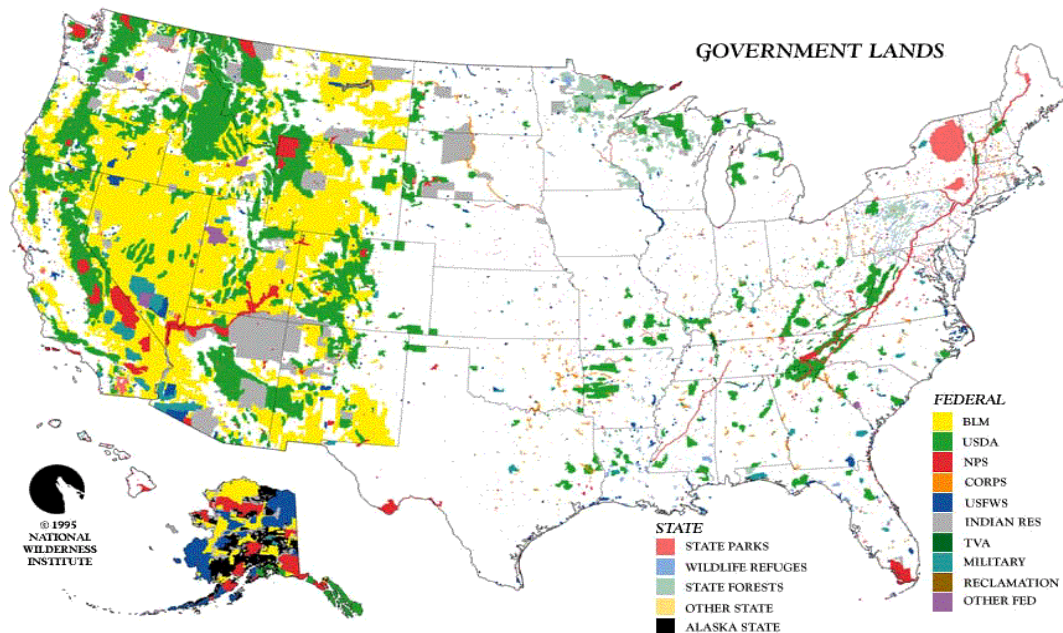 GOVERNMENT LANDS
FEDERAL
BLM
USDA
NPS
CORPS
USFWS
INDIAN RES
TVA
MILITARY
RECLAMATION
OTHER FED
STATE
STATE PARKS
WILDLIFE REFUGES
STATE FORESTS
OTHER STATE
ALASKA STATE
© 1995
NATIONAL
WILDERNESS
INSTITUTE